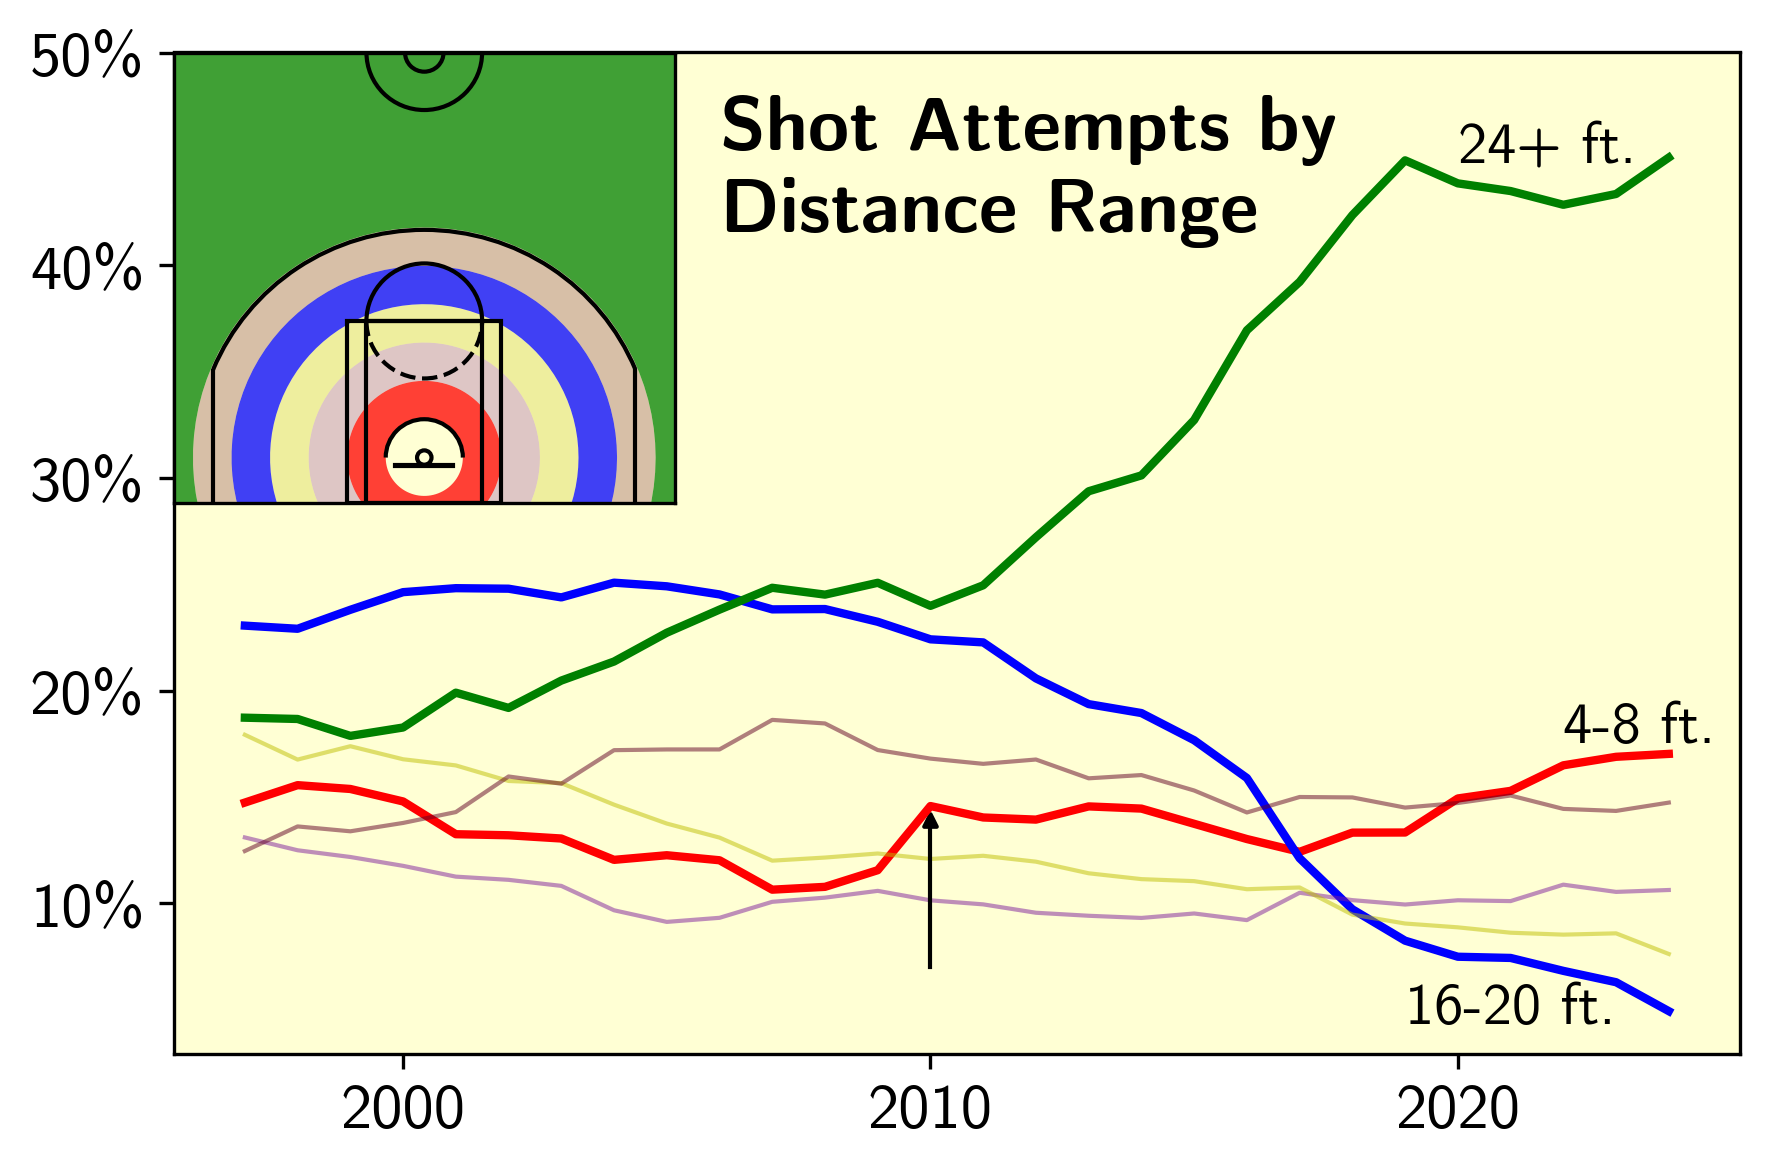 50%
40%
30%
20%
10%
Shot Attempts by
Distance Range
24+ ft.
4-8 ft.
16-20 ft.
2000
2010
2020